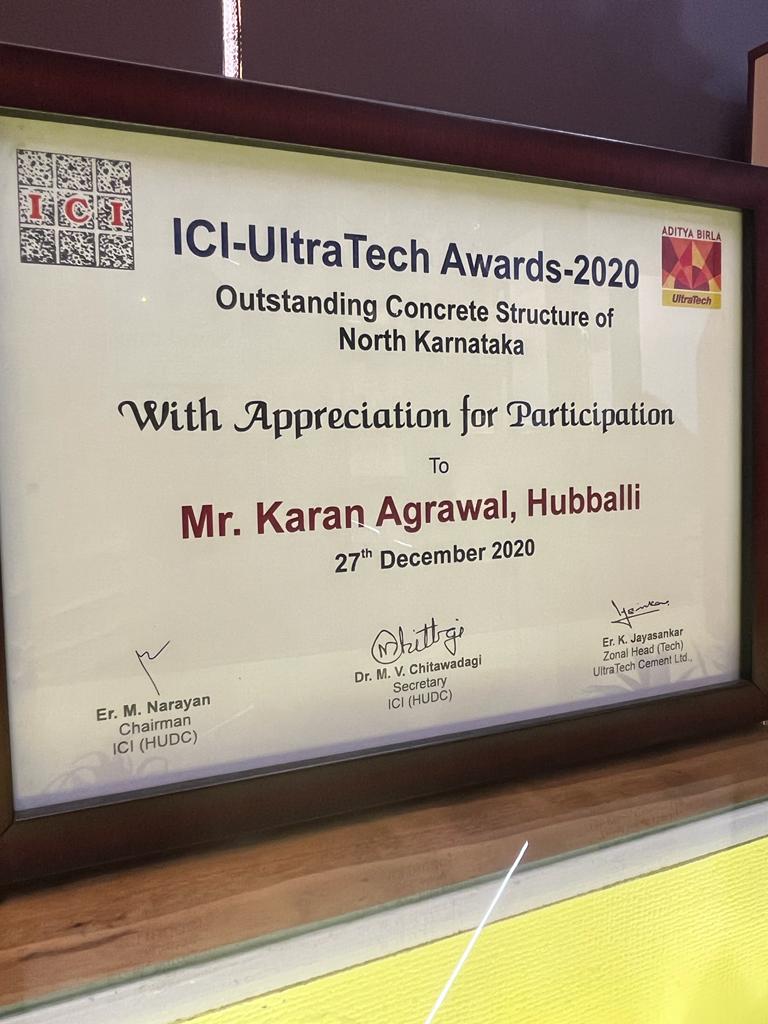 ICI
ICI-UltraTech Awards-2020
ADITYA BIRLA
UltraTech
Outstanding Concrete Structure of
North Karnataka
With Appreciation for Participation
To
Mr. Karan Agrawal, Hubballi
27th December 2020
Er. M. Narayan
Chairman
ICI (HUDC)
Dr. M. V. Chitawadagi
Secretary
ICI (HUDC)
Er. K. Jayasankar
Zonal Head (Tech)
UltraTech Cement Ltd.,